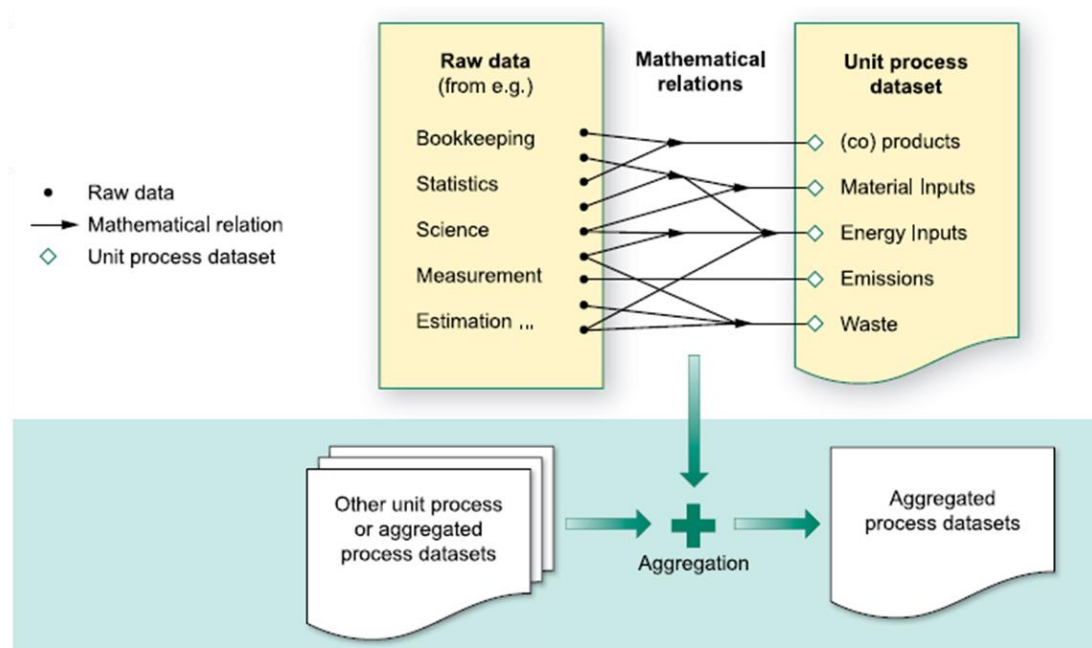 Raw data
(from e.g.)
Bookkeeping
Statistics
Science
Measurement
Estimation ...
Mathematical
relations
Unit process
dataset
(co) products
Material Inputs
Energy Inputs
Emissions
Waste
Raw data
Mathematical relation
Unit process dataset
Other unit process
or aggregated
process datasets
Aggregation
Aggregated
process datasets